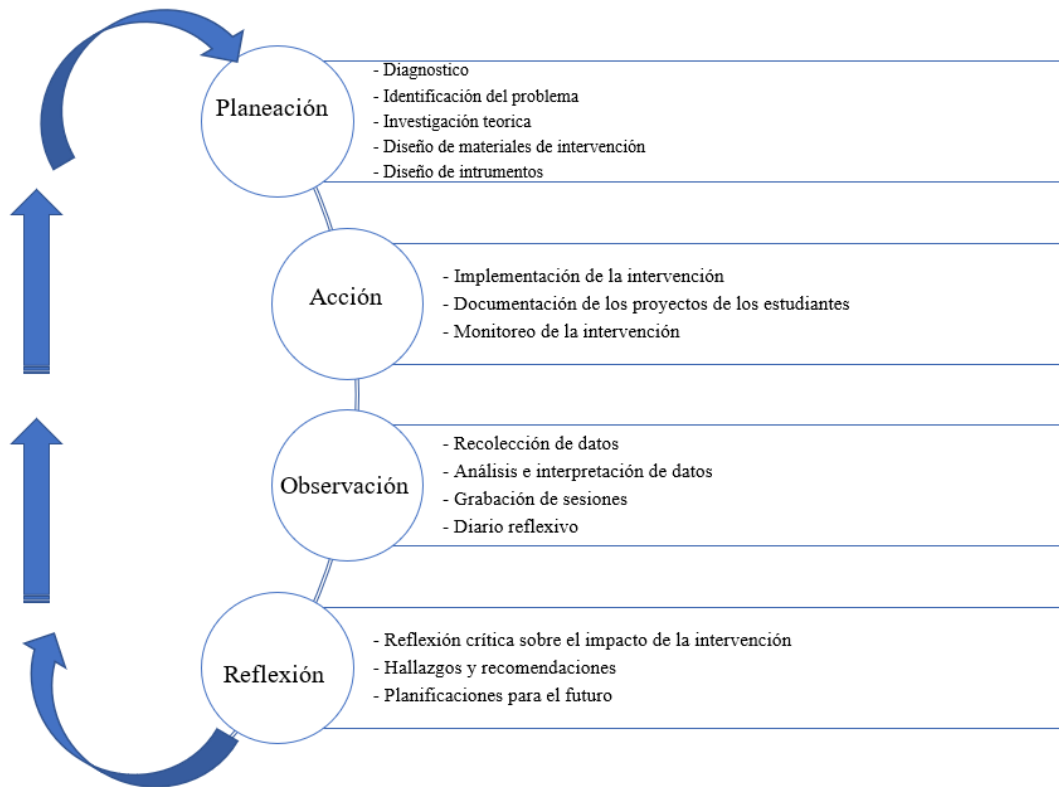 Planeación
- Diagnostico
- Identificación del problema
- Investigación teorica
- Diseño de materiales de intervención
- Diseño de intrumentos
Acción
- Implementación de la intervención
- Documentación de los proyectos de los estudiantes
- Monitoreo de la intervención
Observación
- Recolección de datos
- Análisis e interpretación de datos
- Grabación de sesiones
- Diario reflexivo
Reflexión
- Reflexión crítica sobre el impacto de la intervención
- Hallazgos y recomendaciones
- Planificaciones para el futuro